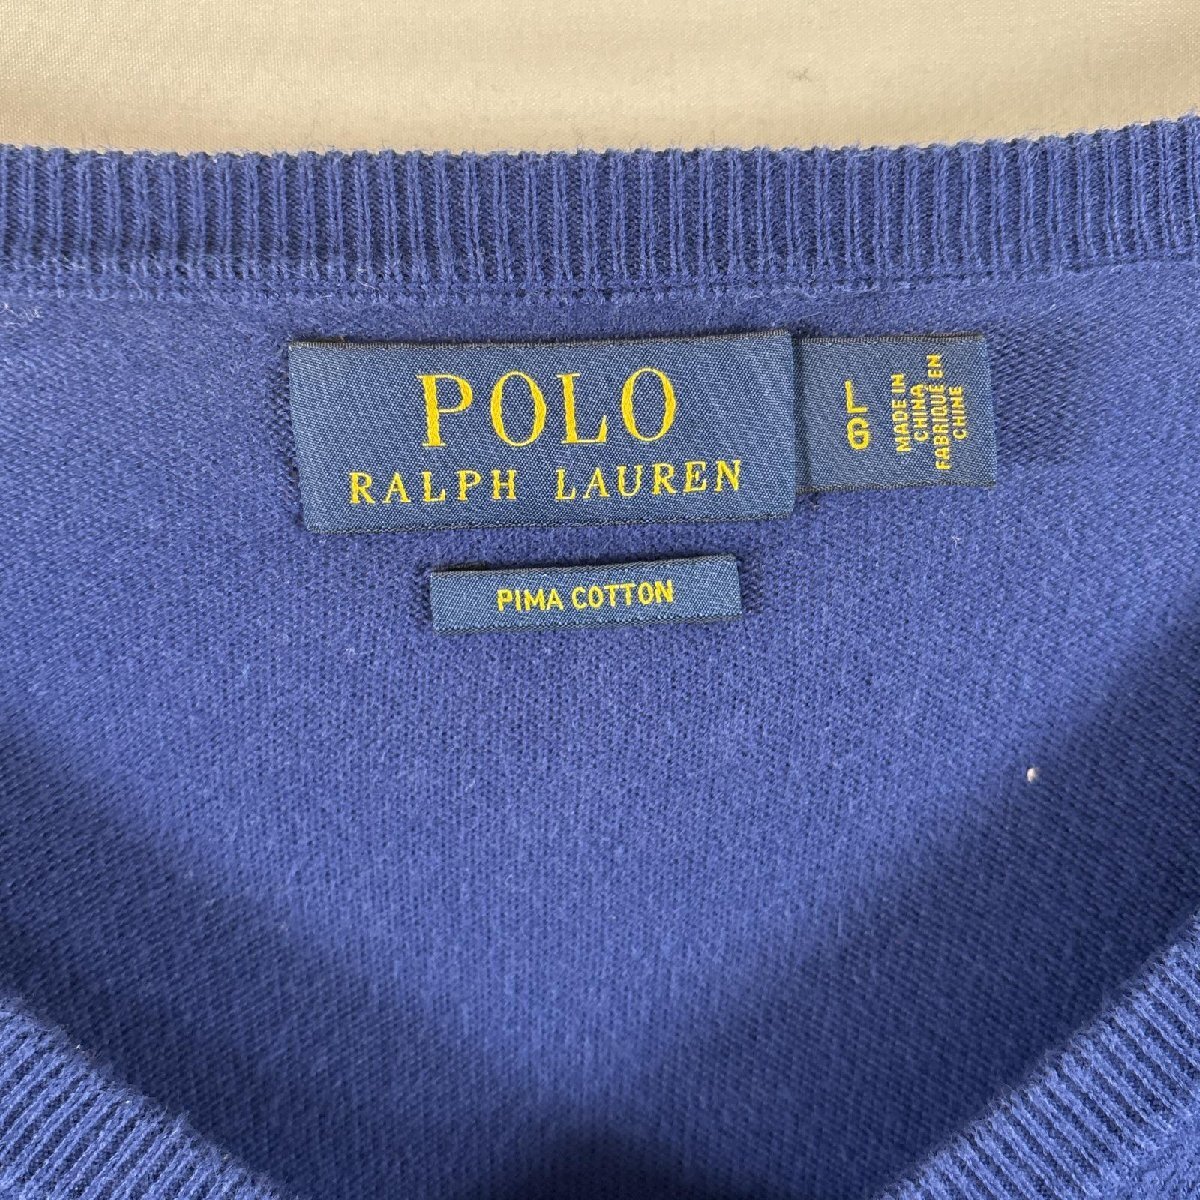 POLO
RALPH LAUREN
L
G
MADE IN
CHINA
FABRIQUÉ EN
CHINE
PIMA COTTON